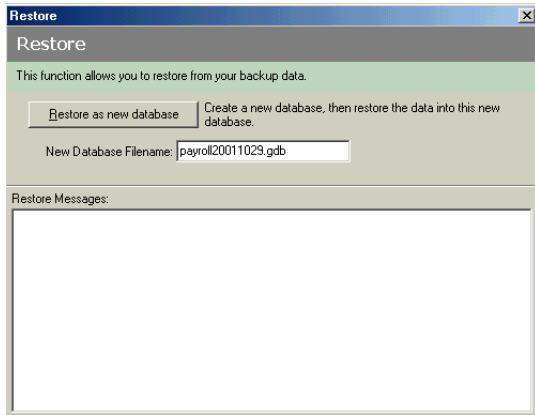 Restore
Restore
This function allows you to restore from your backup data.
Restore as new database
Create a new database, then restore the data into this new
database.
New Database Filename: payroll20011029.gdb
Restore Messages: